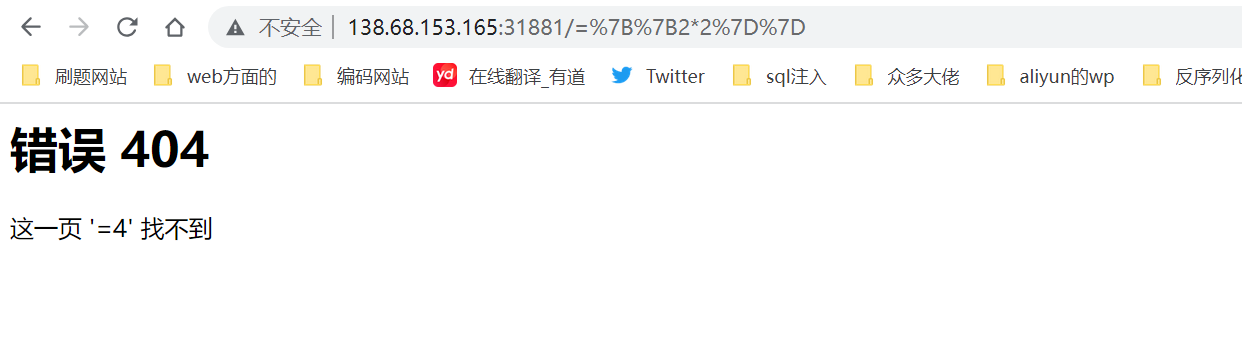 不安全 138.68.153.165:31881/=%7B%7B2*2%7D%7D
刷题网站 web方面的 编码网站 yd 在线翻译_有道 Twitter sql注入 众多大佬 aliyun的wp 反序列化
错误 404
这一页 '=4' 找不到